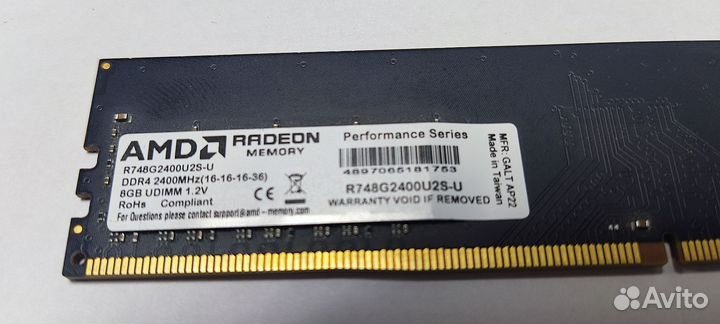 AMD RADEON
MEMORY
R748G2400U2S-U
DDR4 2400MHz(16-16-16-36)
8GB UDIMM 1.2V
RoHs Compliant
For Questions please contact support@amd-memory.com
Performance Series
4897065181753
R748G2400U2S-U
WARRANTY VOID IF REMOVED
MFR: GALT AP22
Made in Taiwan
Avito